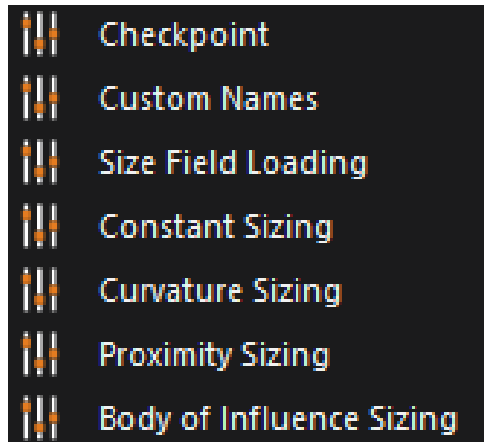 Checkpoint
Custom Names
Size Field Loading
Constant Sizing
Curvature Sizing
Proximity Sizing
Body of Influence Sizing